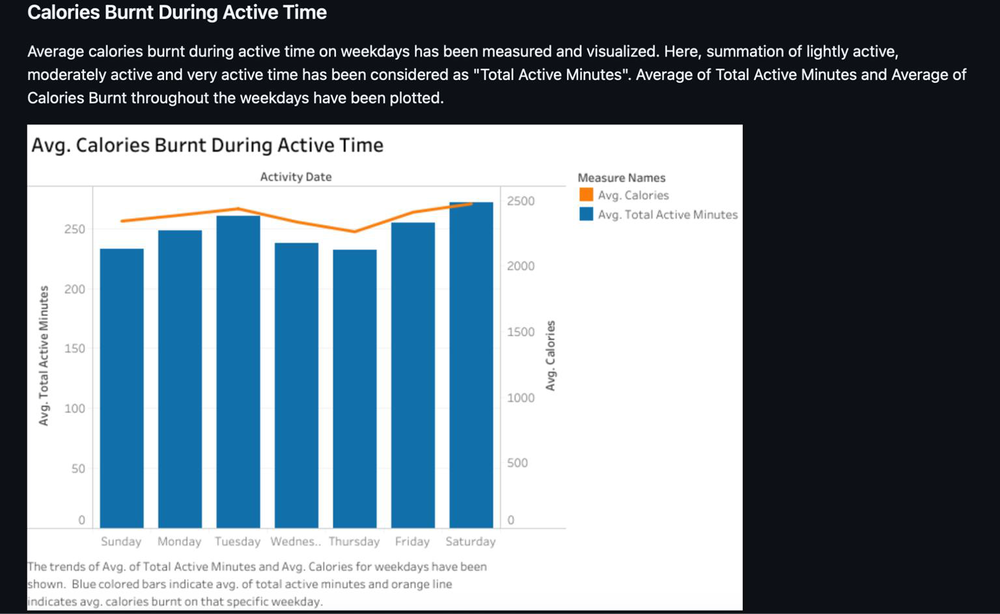 Calories Burnt During Active Time
Average calories burnt during active time on weekdays has been measured and visualized. Here, summation of lightly active,
moderately active and very active time has been considered as "Total Active Minutes". Average of Total Active Minutes and Average of
Calories Burnt throughout the weekdays have been plotted.
Avg. Calories Burnt During Active Time
Activity Date
Measure Names
Avg. Calories
Avg. Total Active Minutes
Avg. Total Active Minutes
250
200
150
100
50
0
2500
2000
1500
1000
500
0
Avg. Calories
Sunday Monday Tuesday Wednes.. Thursday Friday Saturday
The trends of Avg. of Total Active Minutes and Avg. Calories for weekdays have been
shown.  Blue colored bars indicate avg. of total active minutes and orange line
indicates avg. calories burnt on that specific weekday.